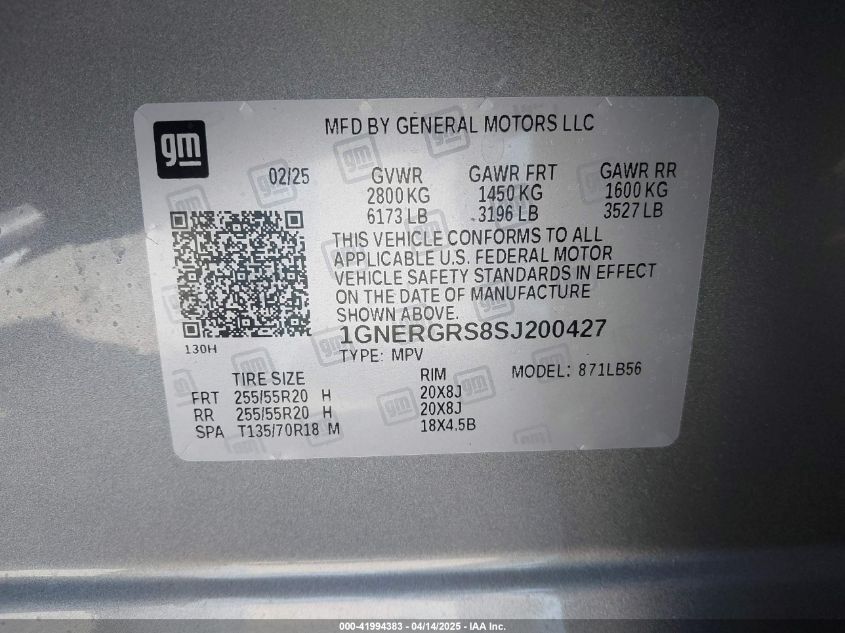 gm
MFD BY GENERAL MOTORS LLC
02/25 GVWR GAWR FRT GAWR RR
2800 KG 1450 KG 1600 KG
6173 LB 3196 LB 3527 LB
THIS VEHICLE CONFORMS TO ALL
APPLICABLE U.S. FEDERAL MOTOR
VEHICLE SAFETY STANDARDS IN EFFECT
ON THE DATE OF MANUFACTURE
SHOWN ABOVE.
1GNERGRS8SJ200427
130H
TYPE: MPV
TIRE SIZE RIM MODEL: 871LB56
FRT 255/55R20 H 20X8J
RR 255/55R20 H 20X8J
SPA T135/70R18 M 18X4.5B
000-41994383 - 04/14/2025 - IAA Inc.